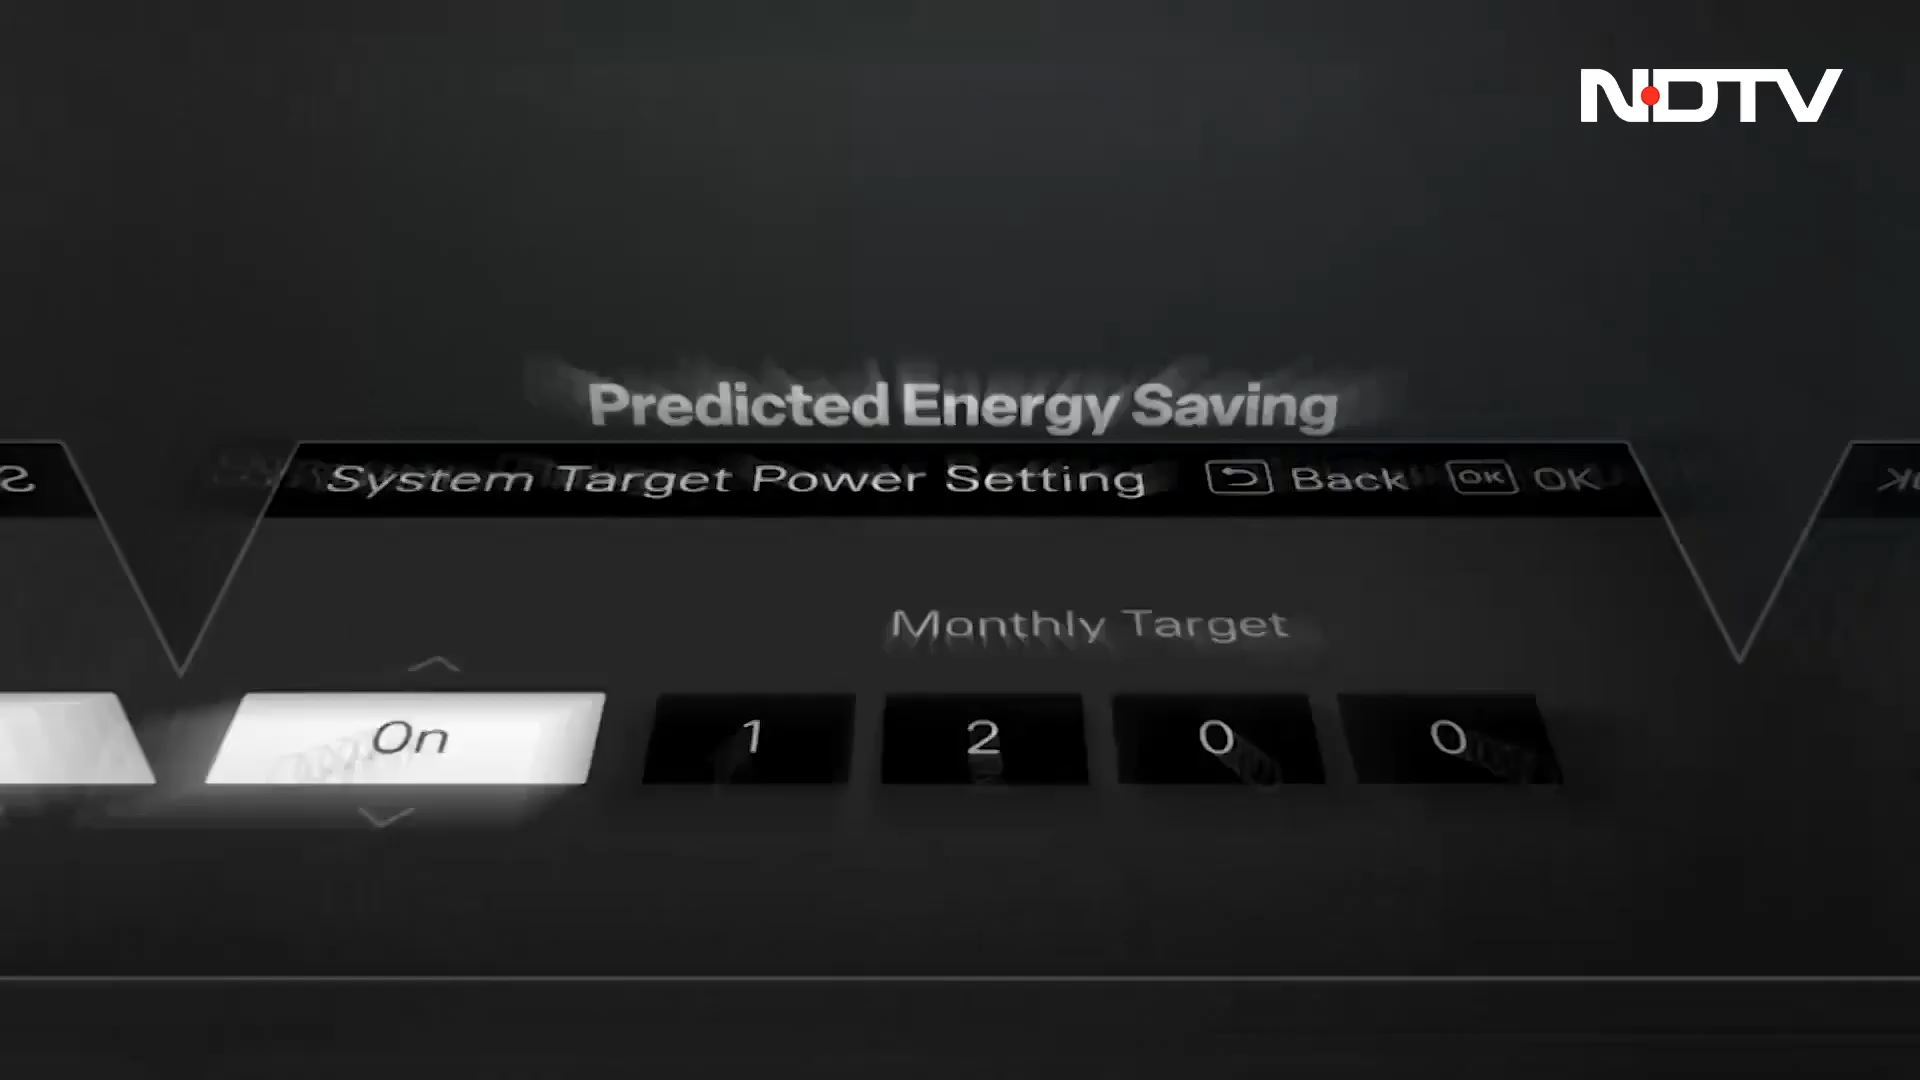 NDTV
Predicted Energy Saving
System Target Power Setting Back OK OK
Monthly Target
On 1 2 0 0